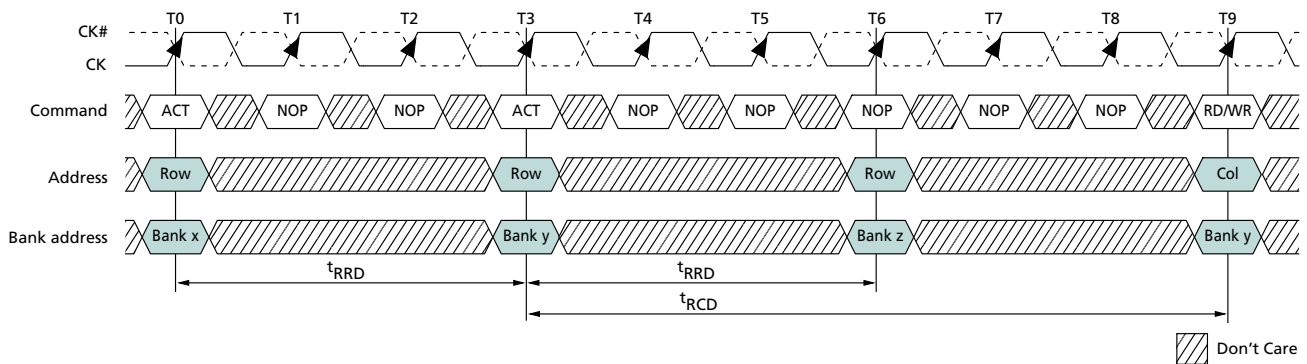 T0 T1 T2 T3 T4 T5 T6 T7 T8 T9
CK#
CK
Command ACT NOP NOP ACT NOP NOP NOP NOP NOP RD/WR
Address Row Row Row Col
Bank address Bank x Bank y Bank z Bank y
tRRD tRRD
tRCD
Don't Care